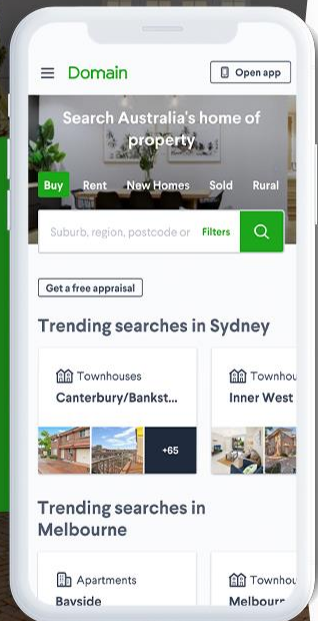 Domain
Open app
Search Australia's home of
property
Buy Rent New Homes Sold Rural
Suburb, region, postcode or Filters
Get a free appraisal
Trending searches in Sydney
Townhouses
Canterbury/Bankst...
Townhou
Inner West
+65
Trending searches in
Melbourne
Apartments
Bayside
Townhou
Melbour